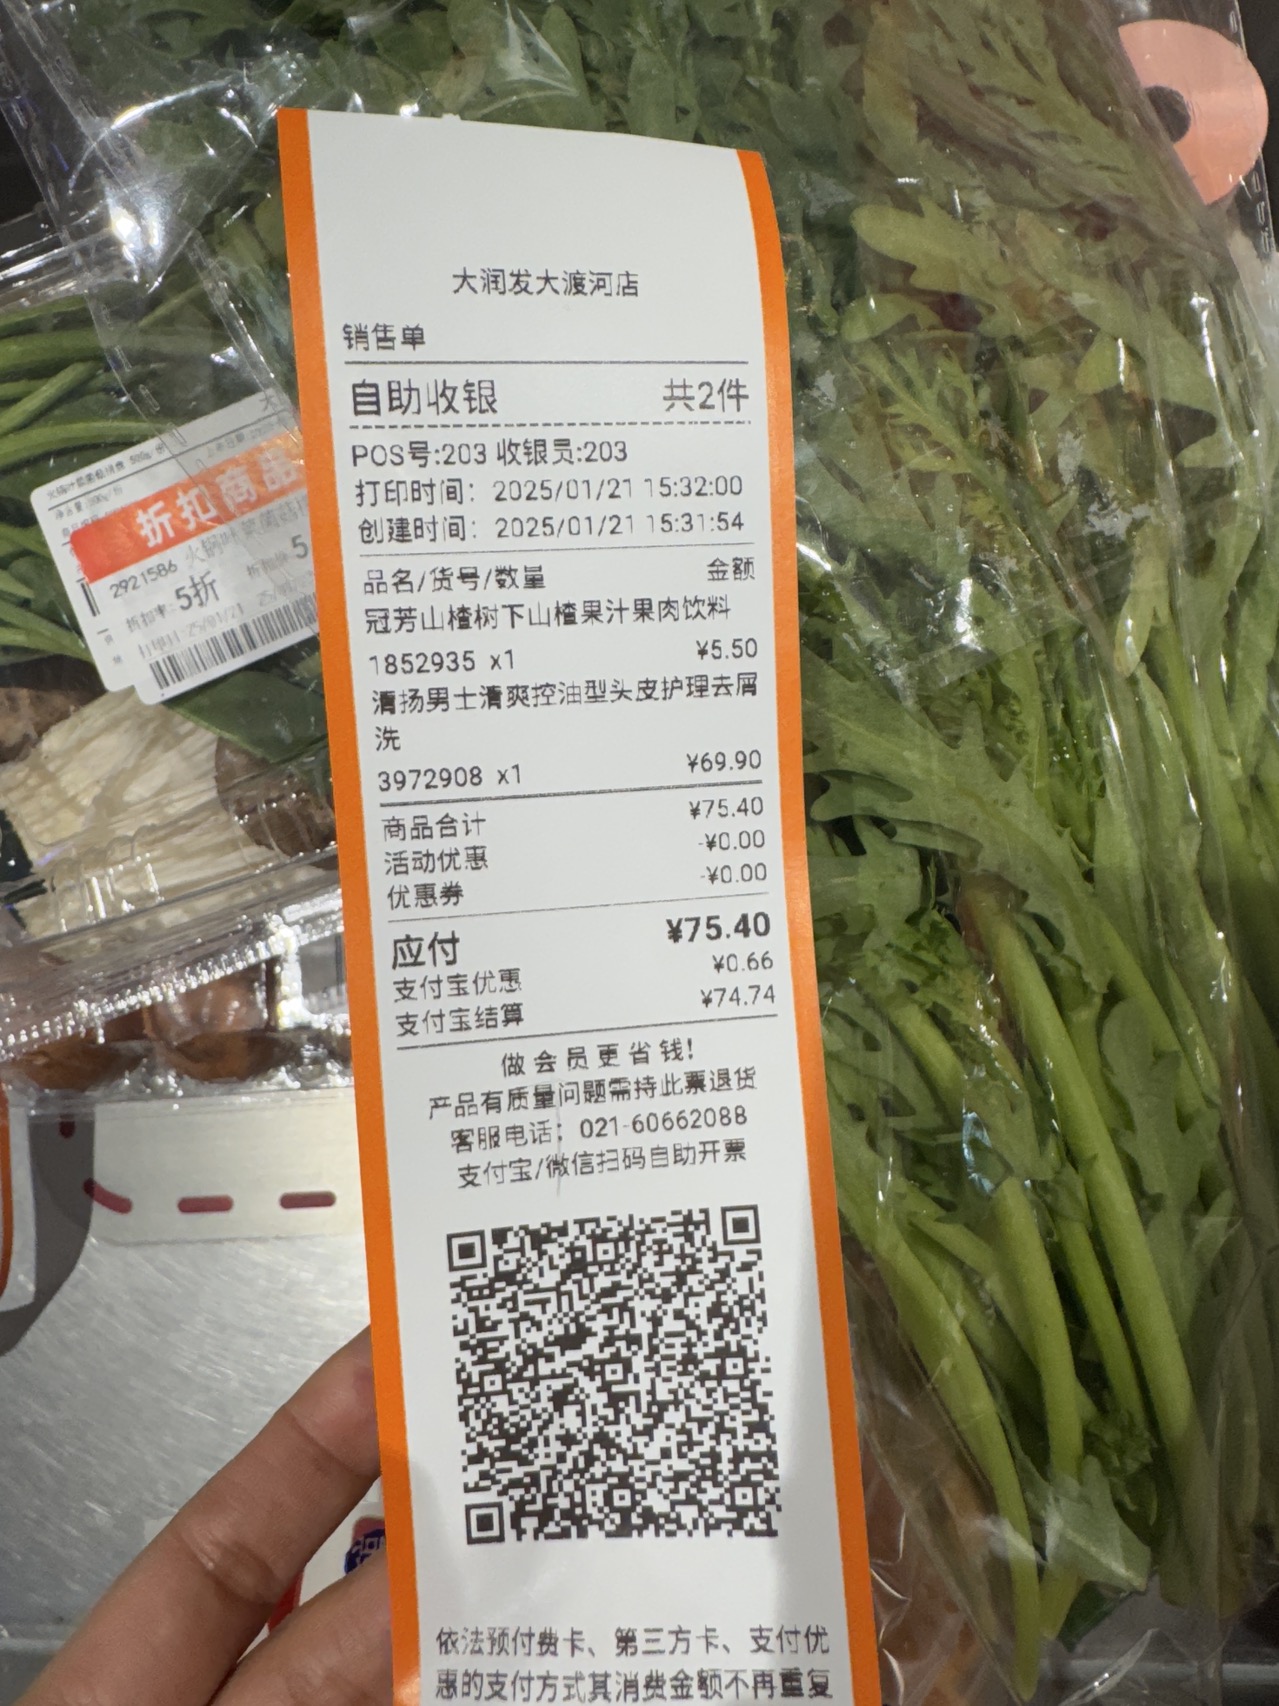 大润发大渡河店
销售单
自助收银 共2件
POS号:203 收银员:203
打印时间: 2025/01/21 15:32:00
创建时间: 2025/01/21 15:31:54
品名/货号/数量 金额
冠芳山楂树下山楂果汁果肉饮料
1852935 x1 ¥5.50
清扬男士清爽控油型头皮护理去屑
洗
3972908 x1 ¥69.90
商品合计 ¥75.40
活动优惠 -¥0.00
优惠券 -¥0.00
应付 ¥75.40
支付宝优惠 ¥0.66
支付宝结算 ¥74.74
做会员更省钱!
产品有质量问题需持此票退货
客服电话: 021-60662088
支付宝/微信扫码自助开票
依法预付费卡、第三方卡、支付优
惠的支付方式其消费金额不再重复
折扣商品
2921586
折扣率: 5折
25/01/21